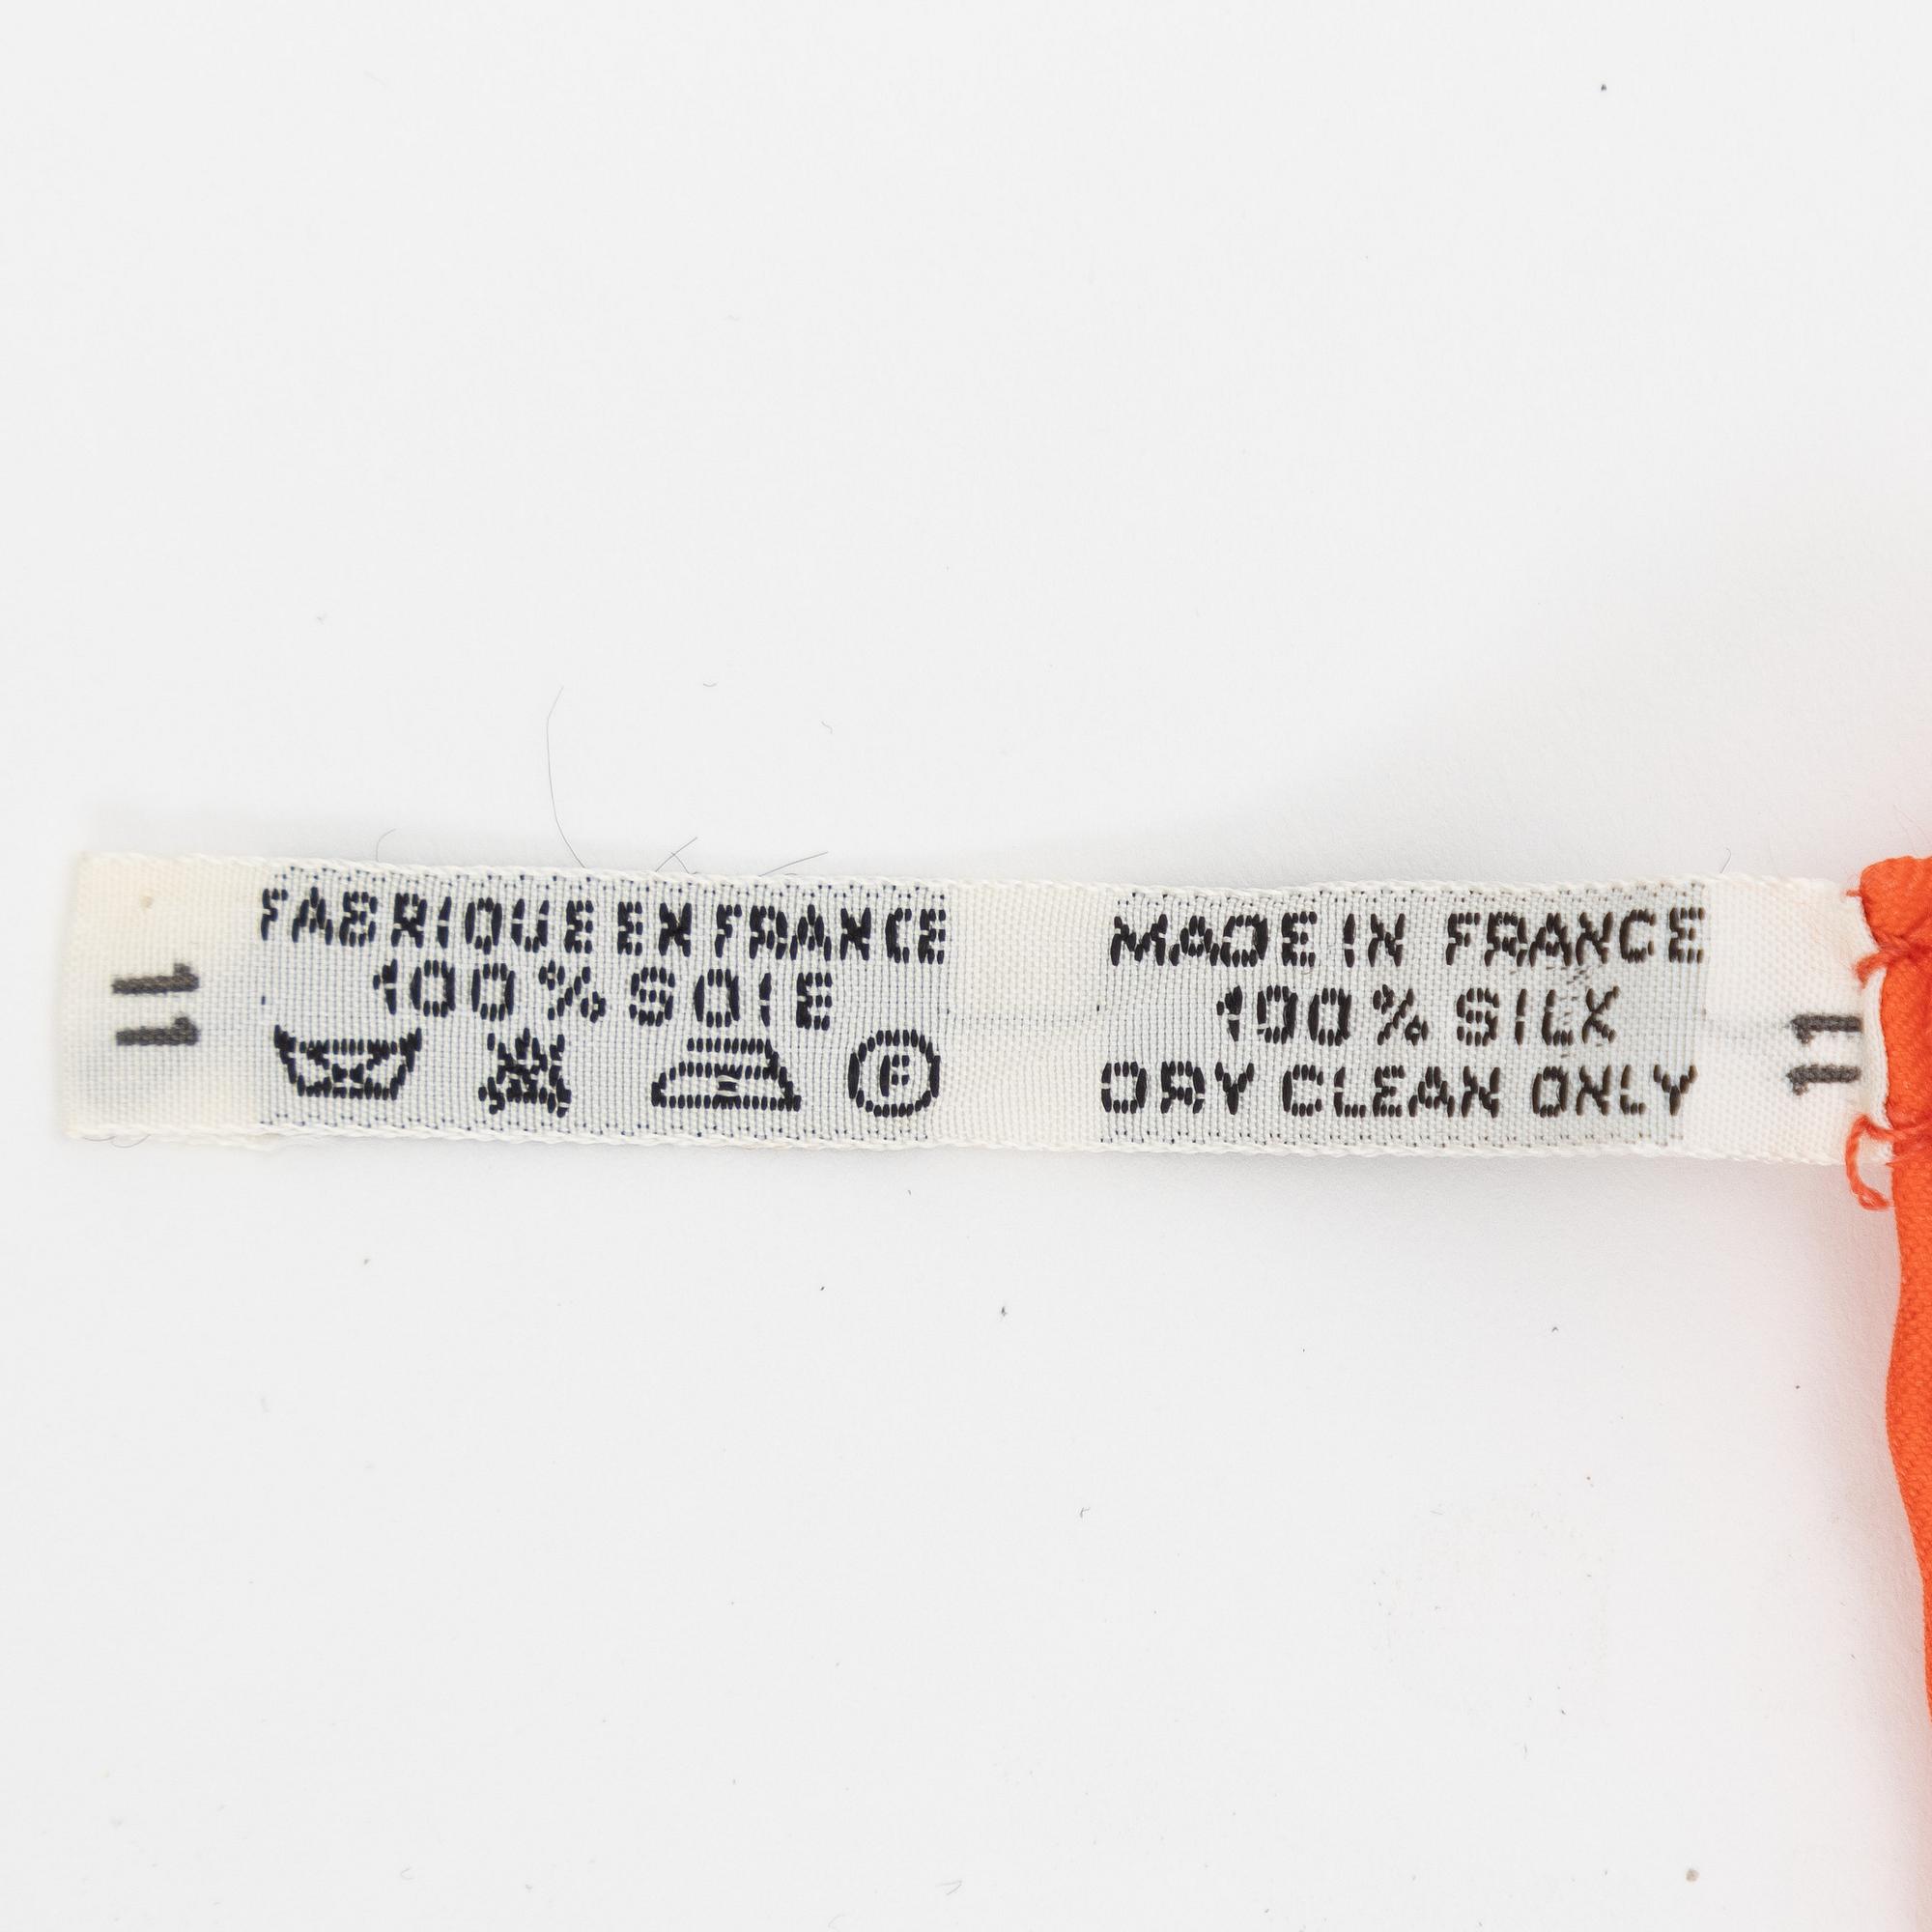 11
FABRIQUE EN FRANCE
100% SOIE
F
MADE IN FRANCE
100% SILK
DRY CLEAN ONLY
11